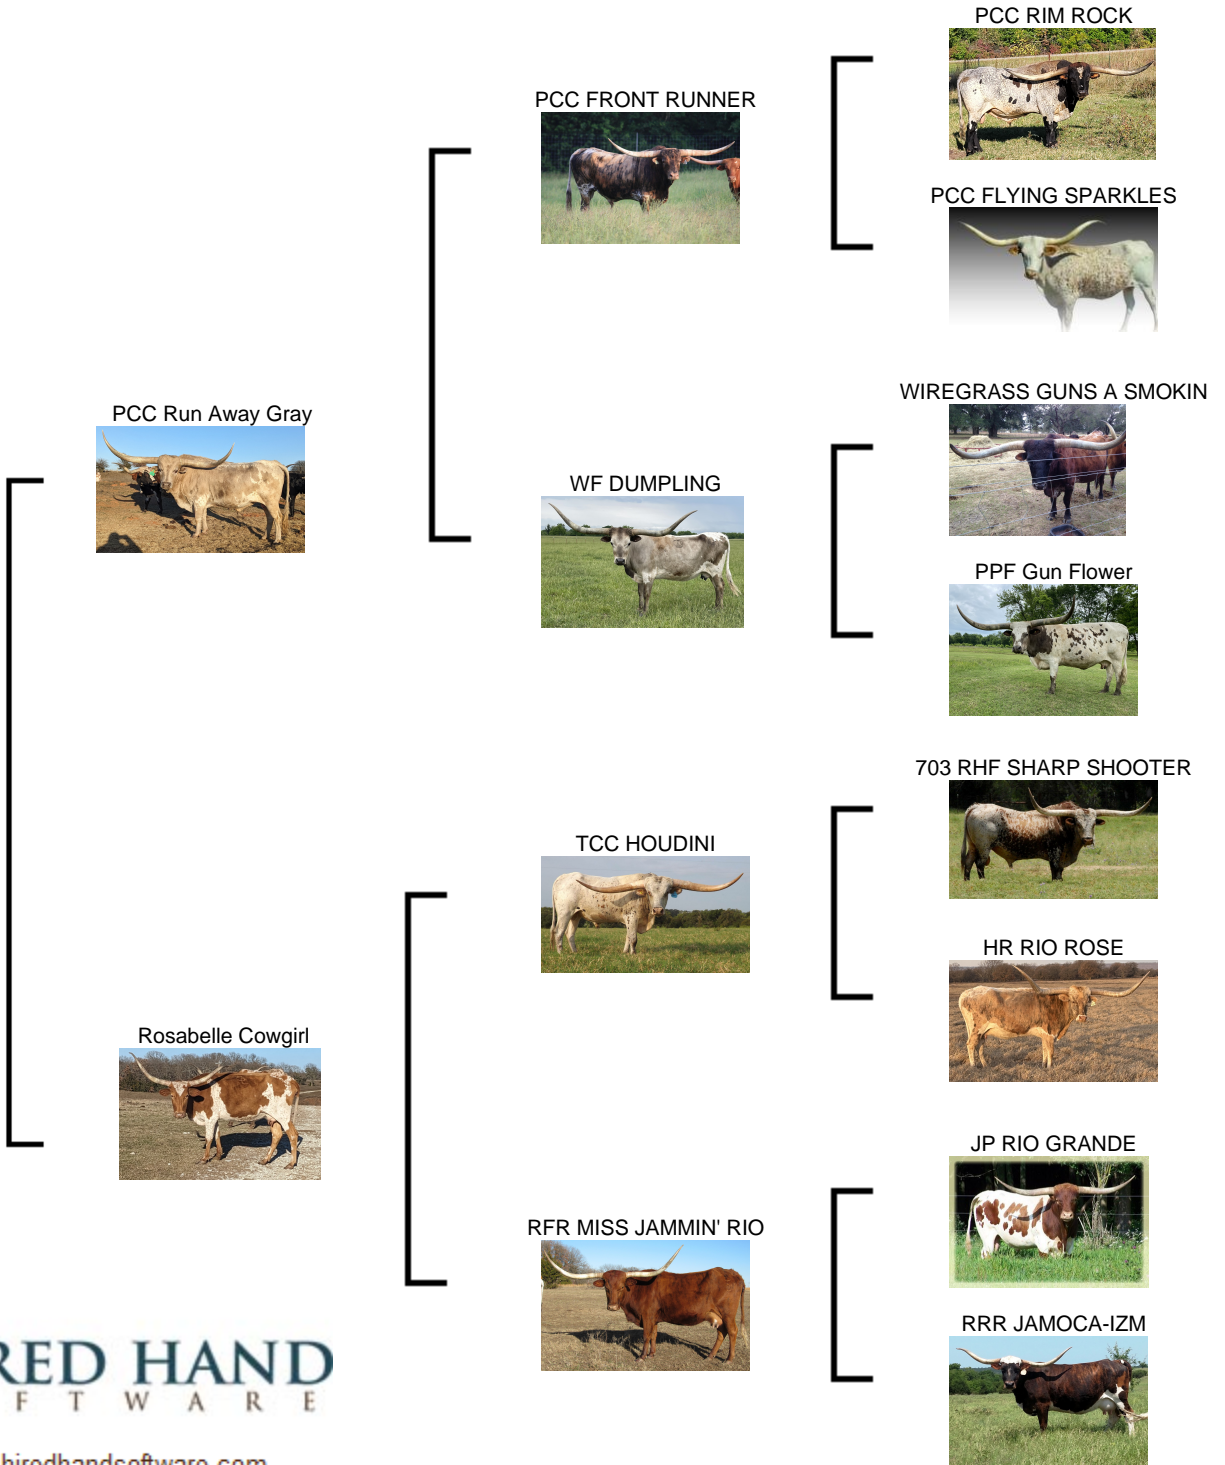 PCC RIM ROCK
PCC FRONT RUNNER
PCC FLYING SPARKLES
WIREGRASS GUNS A SMOKIN
PCC Run Away Gray
WF DUMPLING
PPF Gun Flower
703 RHF SHARP SHOOTER
TCC HOUDINI
HR RIO ROSE
Rosabelle Cowgirl
JP RIO GRANDE
RFR MISS JAMMIN' RIO
RRR JAMOCA-IZM
RED HAND
F T W A R E
hiredhandsoftware.com